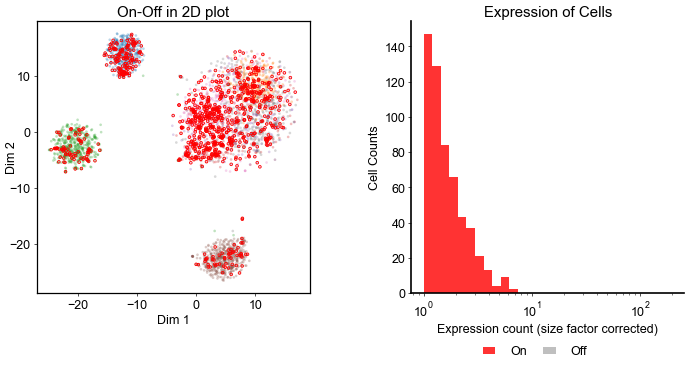 On-Off in 2D plot
10
0
−10
−20
Dim 2
−20
−10
0
10
Dim 1
Expression of Cells
140
120
100
80
60
40
20
0
Cell Counts
10^0
10^1
10^2
Expression count (size factor corrected)
On
Off